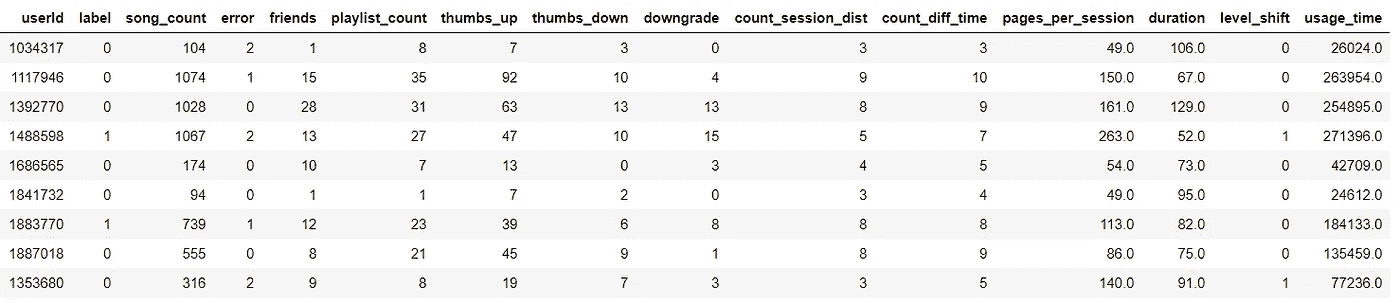 userId label song_count error friends playlist_count thumbs_up thumbs_down downgrade count_session_dist count_diff_time pages_per_session duration level_shift usage_time
1034317 0 104 2 1 8 7 3 0 3 3 49.0 106.0 0 26024.0
1117946 0 1074 1 15 35 92 10 4 9 10 150.0 67.0 0 263954.0
1392770 0 1028 0 28 31 63 13 13 8 9 161.0 129.0 0 254895.0
1488598 1 1067 2 13 27 47 10 15 5 7 263.0 52.0 1 271396.0
1686565 0 174 0 10 7 13 0 3 4 5 54.0 73.0 0 42709.0
1841732 0 94 0 1 1 7 2 0 3 4 49.0 95.0 0 24612.0
1883770 1 739 1 12 23 39 6 8 8 8 113.0 82.0 0 184133.0
1887018 0 555 0 8 21 45 9 1 8 9 86.0 75.0 0 135459.0
1353680 0 316 2 9 8 19 7 3 3 5 140.0 91.0 1 77236.0